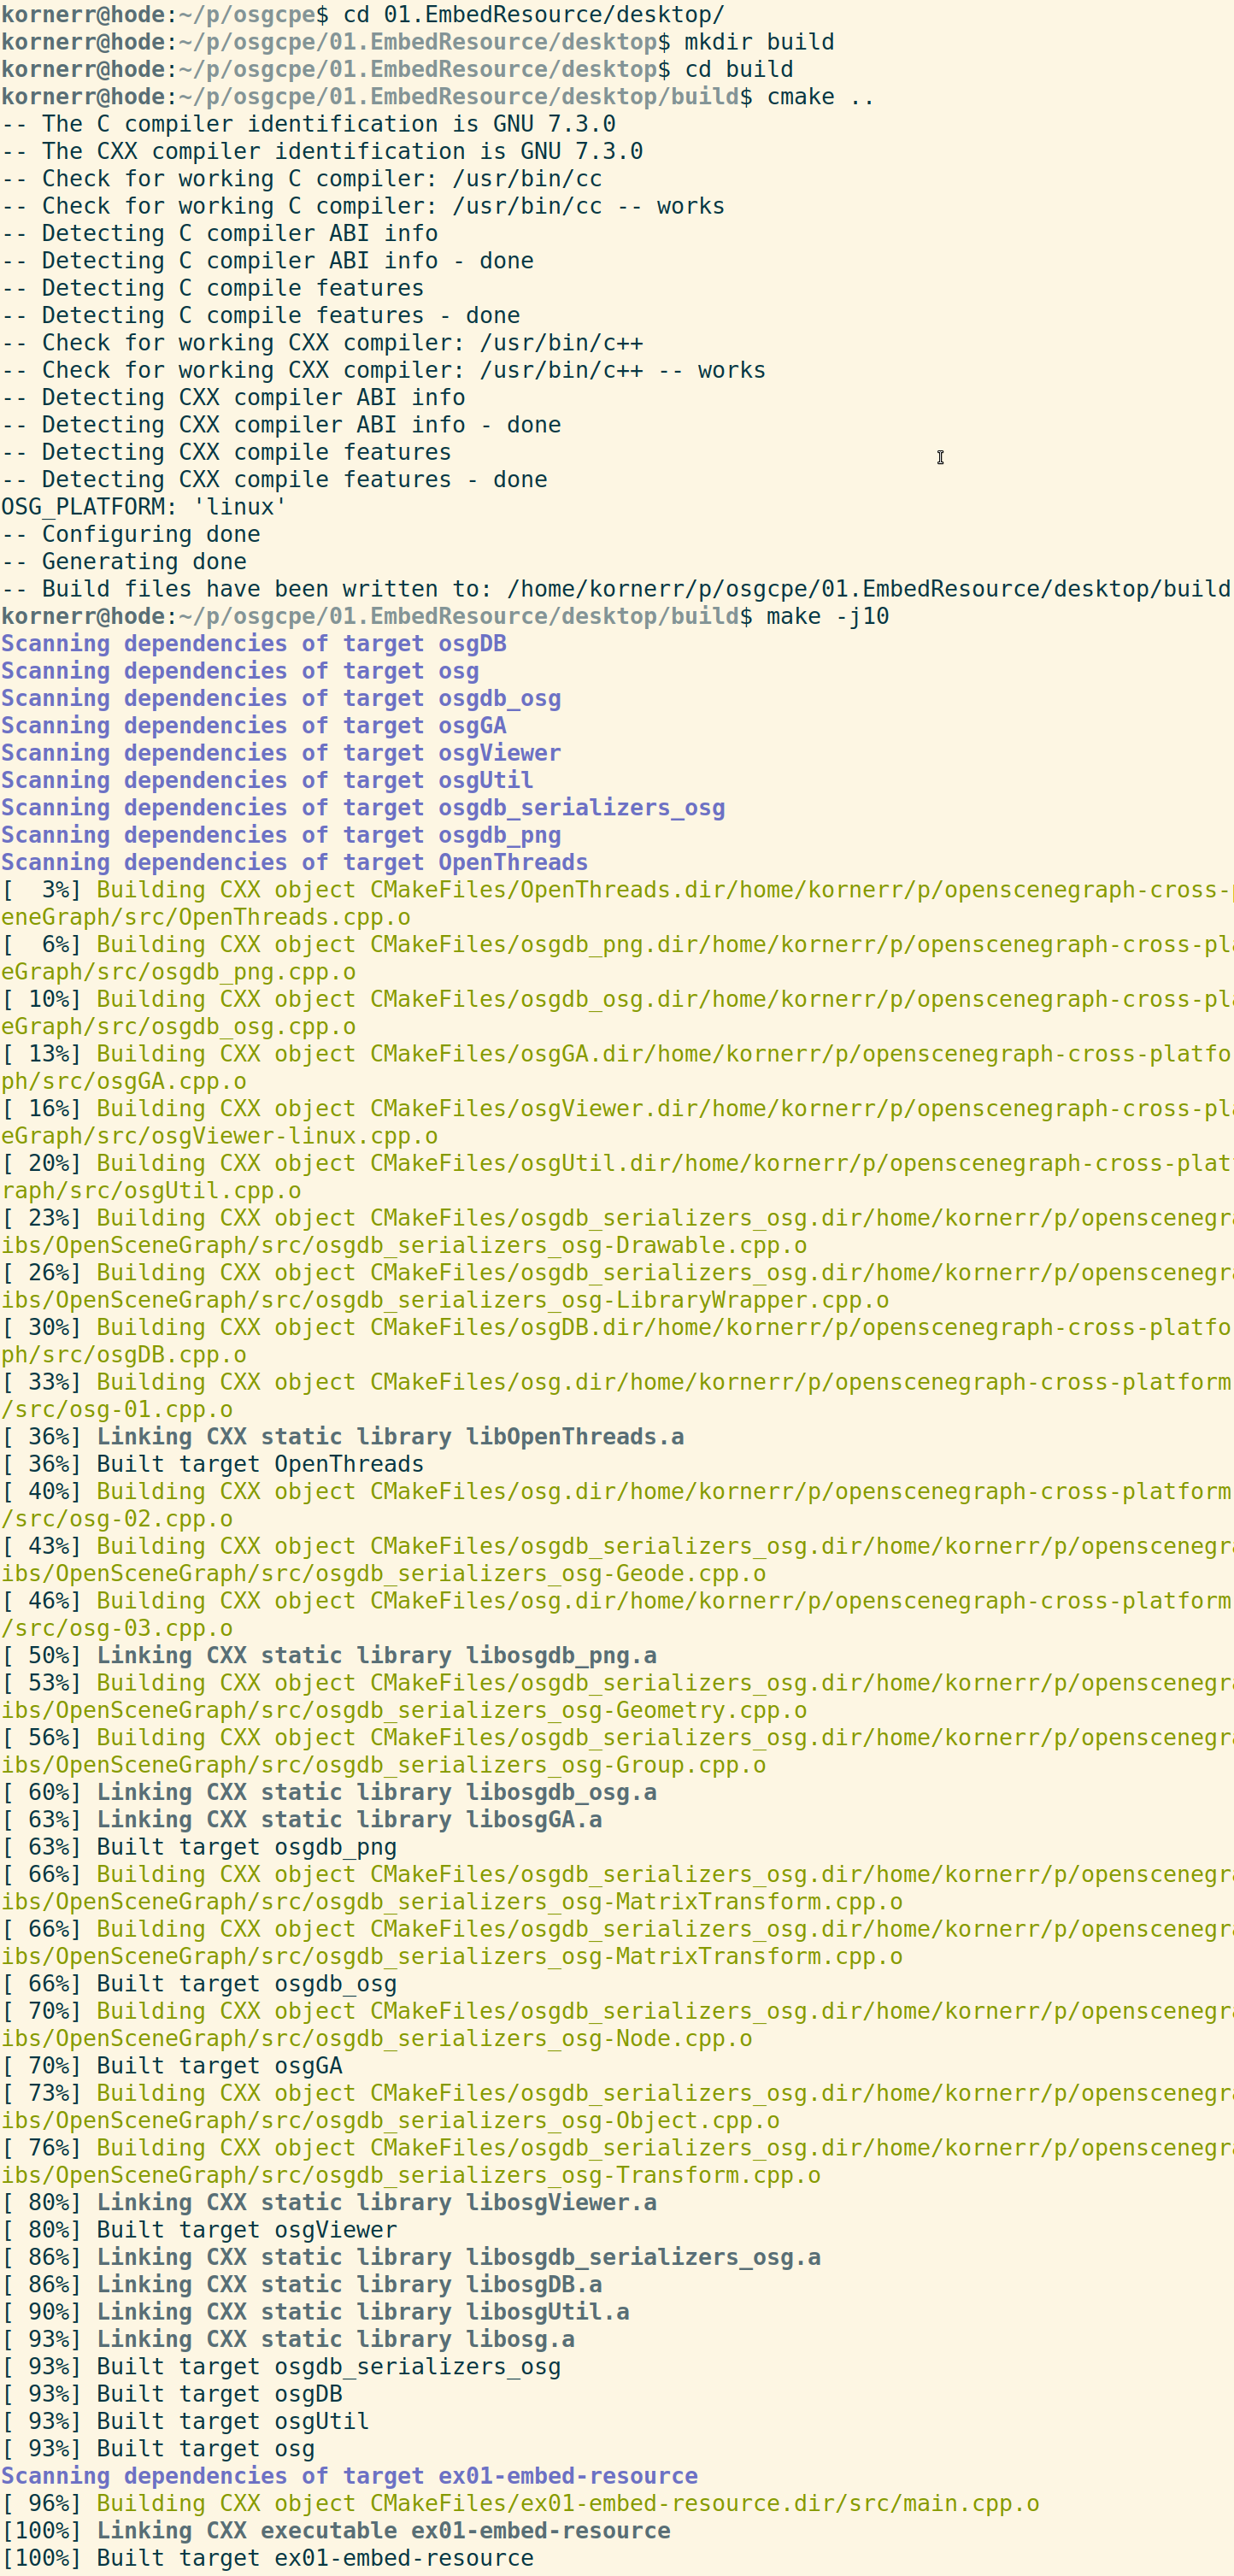 kornerr@hode:~/p/osgcpe$ cd 01.EmbedResource/desktop/
kornerr@hode:~/p/osgcpe/01.EmbedResource/desktop$ mkdir build
kornerr@hode:~/p/osgcpe/01.EmbedResource/desktop$ cd build
kornerr@hode:~/p/osgcpe/01.EmbedResource/desktop/build$ cmake ..
-- The C compiler identification is GNU 7.3.0
-- The CXX compiler identification is GNU 7.3.0
-- Check for working C compiler: /usr/bin/cc
-- Check for working C compiler: /usr/bin/cc -- works
-- Detecting C compiler ABI info
-- Detecting C compiler ABI info - done
-- Detecting C compile features
-- Detecting C compile features - done
-- Check for working CXX compiler: /usr/bin/c++
-- Check for working CXX compiler: /usr/bin/c++ -- works
-- Detecting CXX compiler ABI info
-- Detecting CXX compiler ABI info - done
-- Detecting CXX compile features
-- Detecting CXX compile features - done
OSG_PLATFORM: 'linux'
-- Configuring done
-- Generating done
-- Build files have been written to: /home/kornerr/p/osgcpe/01.EmbedResource/desktop/build
kornerr@hode:~/p/osgcpe/01.EmbedResource/desktop/build$ make -j10
Scanning dependencies of target osgDB
Scanning dependencies of target osg
Scanning dependencies of target osgdb_osg
Scanning dependencies of target osgGA
Scanning dependencies of target osgViewer
Scanning dependencies of target osgUtil
Scanning dependencies of target osgdb_serializers_osg
Scanning dependencies of target osgdb_png
Scanning dependencies of target OpenThreads
[  3%] Building CXX object CMakeFiles/OpenThreads.dir/home/kornerr/p/openscenegraph-cross-p
eneGraph/src/OpenThreads.cpp.o
[  6%] Building CXX object CMakeFiles/osgdb_png.dir/home/kornerr/p/openscenegraph-cross-pla
eGraph/src/osgdb_png.cpp.o
[ 10%] Building CXX object CMakeFiles/osgdb_osg.dir/home/kornerr/p/openscenegraph-cross-pla
eGraph/src/osgdb_osg.cpp.o
[ 13%] Building CXX object CMakeFiles/osgGA.dir/home/kornerr/p/openscenegraph-cross-platfo
ph/src/osgGA.cpp.o
[ 16%] Building CXX object CMakeFiles/osgViewer.dir/home/kornerr/p/openscenegraph-cross-pla
eGraph/src/osgViewer-linux.cpp.o
[ 20%] Building CXX object CMakeFiles/osgUtil.dir/home/kornerr/p/openscenegraph-cross-plat
raph/src/osgUtil.cpp.o
[ 23%] Building CXX object CMakeFiles/osgdb_serializers_osg.dir/home/kornerr/p/openscenegra
ibs/OpenSceneGraph/src/osgdb_serializers_osg-Drawable.cpp.o
[ 26%] Building CXX object CMakeFiles/osgdb_serializers_osg.dir/home/kornerr/p/openscenegra
ibs/OpenSceneGraph/src/osgdb_serializers_osg-LibraryWrapper.cpp.o
[ 30%] Building CXX object CMakeFiles/osgDB.dir/home/kornerr/p/openscenegraph-cross-platfo
ph/src/osgDB.cpp.o
[ 33%] Building CXX object CMakeFiles/osg.dir/home/kornerr/p/openscenegraph-cross-platform
/src/osg-01.cpp.o
[ 36%] Linking CXX static library libOpenThreads.a
[ 36%] Built target OpenThreads
[ 40%] Building CXX object CMakeFiles/osg.dir/home/kornerr/p/openscenegraph-cross-platform
/src/osg-02.cpp.o
[ 43%] Building CXX object CMakeFiles/osgdb_serializers_osg.dir/home/kornerr/p/openscenegra
ibs/OpenSceneGraph/src/osgdb_serializers_osg-Geode.cpp.o
[ 46%] Building CXX object CMakeFiles/osg.dir/home/kornerr/p/openscenegraph-cross-platform
/src/osg-03.cpp.o
[ 50%] Linking CXX static library libosgdb_png.a
[ 53%] Building CXX object CMakeFiles/osgdb_serializers_osg.dir/home/kornerr/p/openscenegra
ibs/OpenSceneGraph/src/osgdb_serializers_osg-Geometry.cpp.o
[ 56%] Building CXX object CMakeFiles/osgdb_serializers_osg.dir/home/kornerr/p/openscenegra
ibs/OpenSceneGraph/src/osgdb_serializers_osg-Group.cpp.o
[ 60%] Linking CXX static library libosgdb_osg.a
[ 63%] Linking CXX static library libosgGA.a
[ 63%] Built target osgdb_png
[ 66%] Building CXX object CMakeFiles/osgdb_serializers_osg.dir/home/kornerr/p/openscenegra
ibs/OpenSceneGraph/src/osgdb_serializers_osg-MatrixTransform.cpp.o
[ 66%] Building CXX object CMakeFiles/osgdb_serializers_osg.dir/home/kornerr/p/openscenegra
ibs/OpenSceneGraph/src/osgdb_serializers_osg-MatrixTransform.cpp.o
[ 66%] Built target osgdb_osg
[ 70%] Building CXX object CMakeFiles/osgdb_serializers_osg.dir/home/kornerr/p/openscenegra
ibs/OpenSceneGraph/src/osgdb_serializers_osg-Node.cpp.o
[ 70%] Built target osgGA
[ 73%] Building CXX object CMakeFiles/osgdb_serializers_osg.dir/home/kornerr/p/openscenegra
ibs/OpenSceneGraph/src/osgdb_serializers_osg-Object.cpp.o
[ 76%] Building CXX object CMakeFiles/osgdb_serializers_osg.dir/home/kornerr/p/openscenegra
ibs/OpenSceneGraph/src/osgdb_serializers_osg-Transform.cpp.o
[ 80%] Linking CXX static library libosgViewer.a
[ 80%] Built target osgViewer
[ 86%] Linking CXX static library libosgdb_serializers_osg.a
[ 86%] Linking CXX static library libosgDB.a
[ 90%] Linking CXX static library libosgUtil.a
[ 93%] Linking CXX static library libosg.a
[ 93%] Built target osgdb_serializers_osg
[ 93%] Built target osgDB
[ 93%] Built target osgUtil
[ 93%] Built target osg
Scanning dependencies of target ex01-embed-resource
[ 96%] Building CXX object CMakeFiles/ex01-embed-resource.dir/src/main.cpp.o
[100%] Linking CXX executable ex01-embed-resource
[100%] Built target ex01-embed-resource